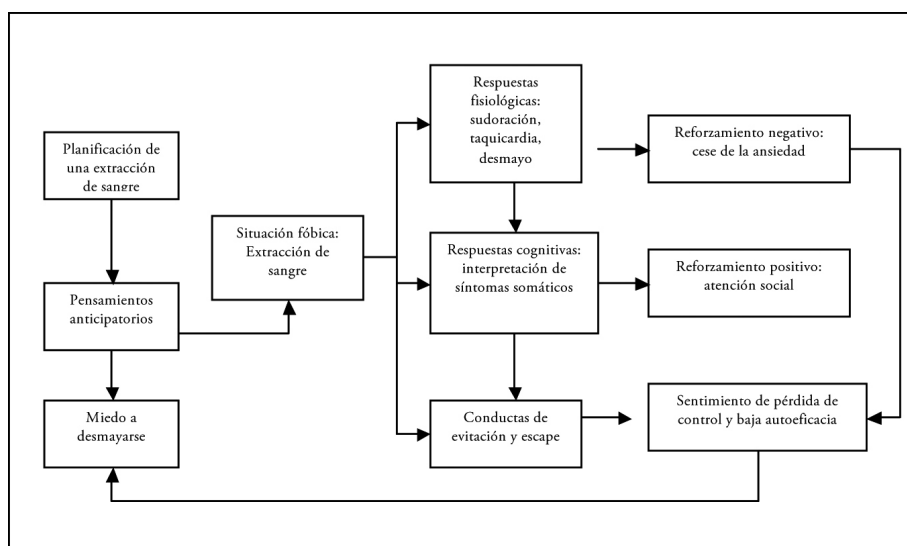 Planificación de
una extracción
de sangre
Pensamientos
anticipatorios
Miedo a
desmayarse
Situación fóbica:
Extracción de
sangre
Respuestas
fisiológicas:
sudoración,
taquicardia,
desmayo
Respuestas cognitivas:
interpretación de
síntomas somáticos
Conductas de
evitación y escape
Reforzamiento negativo:
cese de la ansiedad
Reforzamiento positivo:
atención social
Sentimiento de pérdida de
control y baja autoeficacia